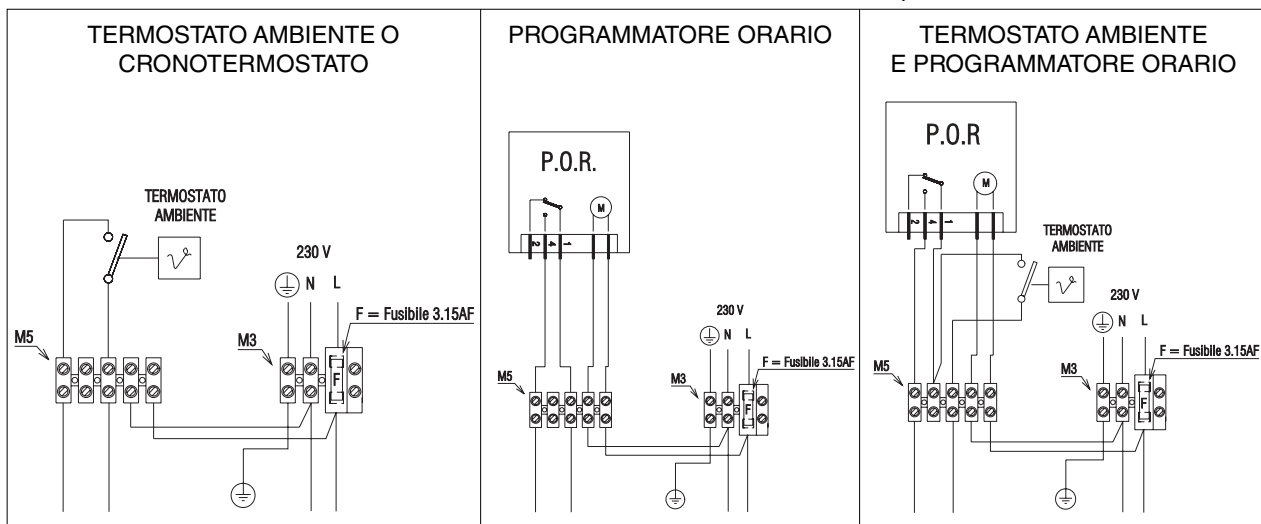 TERMOSTATO AMBIENTE O
CRONOTERMOSTATO
TERMOSTATO
AMBIENTE
230 V
N L
F = Fusibile 3.15AF
M5
M3
F
PROGRAMMATORE ORARIO
P.O.R.
M
2 4 1
230 V
N L
F = Fusibile 3.15AF
M5
M3
F
TERMOSTATO AMBIENTE
E PROGRAMMATORE ORARIO
P.O.R
M
2 4 1
TERMOSTATO
AMBIENTE
230 V
N L
F = Fusibile 3.15AF
M5
M3
F